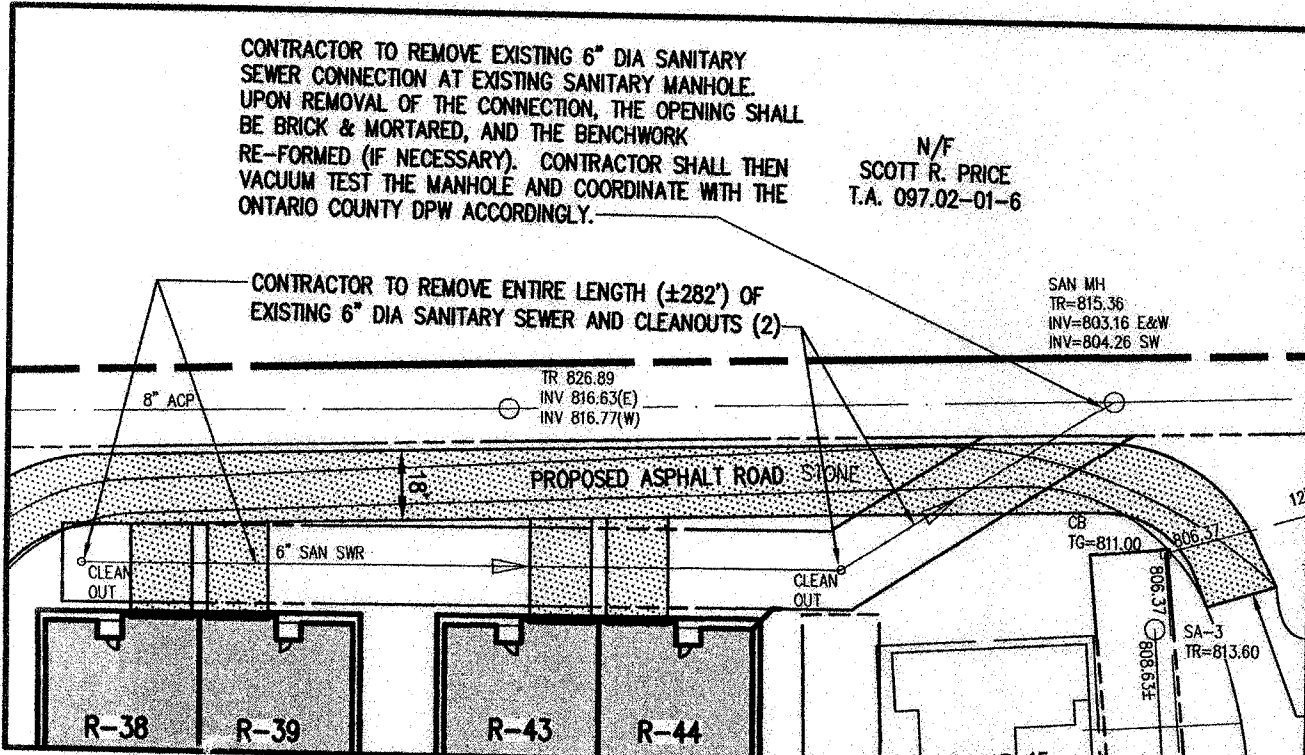 CONTRACTOR TO REMOVE EXISTING 6" DIA SANITARY
SEWER CONNECTION AT EXISTING SANITARY MANHOLE.
UPON REMOVAL OF THE CONNECTION, THE OPENING SHALL
BE BRICK & MORTARED, AND THE BENCHWORK
RE-FORMED (IF NECESSARY). CONTRACTOR SHALL THEN
VACUUM TEST THE MANHOLE AND COORDINATE WITH THE
ONTARIO COUNTY DPW ACCORDINGLY.
N/F
SCOTT R. PRICE
T.A. 097.02-01-6
CONTRACTOR TO REMOVE ENTIRE LENGTH (±282') OF
EXISTING 6" DIA SANITARY SEWER AND CLEANOUTS (2)
SAN MH
TR=815.36
INV=803.16 E&W
INV=804.26 SW
8" ACP
TR 826.89
INV 816.63(E)
INV 816.77(W)
18'
PROPOSED ASPHALT ROAD STONE
12
CB
TG=811.00
806.37
6" SAN SWR
CLEAN
OUT
CLEAN
OUT
806.37
808.63±
SA-3
TR=813.60
R-38
R-39
R-43
R-44